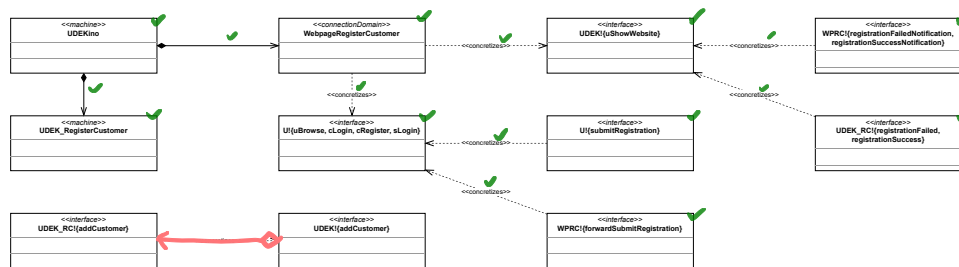 <<machine>>
UDEKino
<<connectionDomain>>
WebpageRegisterCustomer
<<concretizes>>
<<interface>>
UDEK!{uShowWebsite}
<<concretizes>>
<<interface>>
WPRC!{registrationFailedNotification,
registrationSuccessNotification}
<<concretizes>>
<<concretizes>>
<<machine>>
UDEK_RegisterCustomer
<<interface>>
U!{uBrowse, cLogin, cRegister, sLogin}
<<concretizes>>
<<interface>>
U!{submitRegistration}
<<interface>>
UDEK_RC!{registrationFailed,
registrationSuccess}
<<concretizes>>
<<interface>>
UDEK_RC!{addCustomer}
<<interface>>
UDEK!{addCustomer}
<<interface>>
WPRC!{forwardSubmitRegistration}